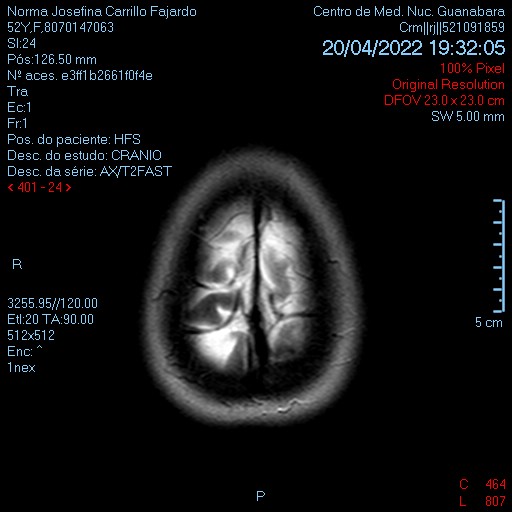 Norma Josefina Carrillo Fajardo
52Y,F,8070147063
Sl:24
Pós:126.50 mm
Nº aces. e3ff1b2661f0f4e
Tra
Ec:1
Fr:1
Pos. do paciente: HFS
Desc. do estudo: CRANIO
Desc. da série: AX/T2FAST
< 401 - 24 >
Centro de Med. Nuc. Guanabara
Crm||rj||521091859
20/04/2022 19:32:05
100% Pixel
Original Resolution
DFOV 23.0 x 23.0 cm
SW 5.00 mm
R
3255.95//120.00
Etl:20 TA:90.00
512x512
Enc: ^
1nex
5 cm
P
C 464
L 807